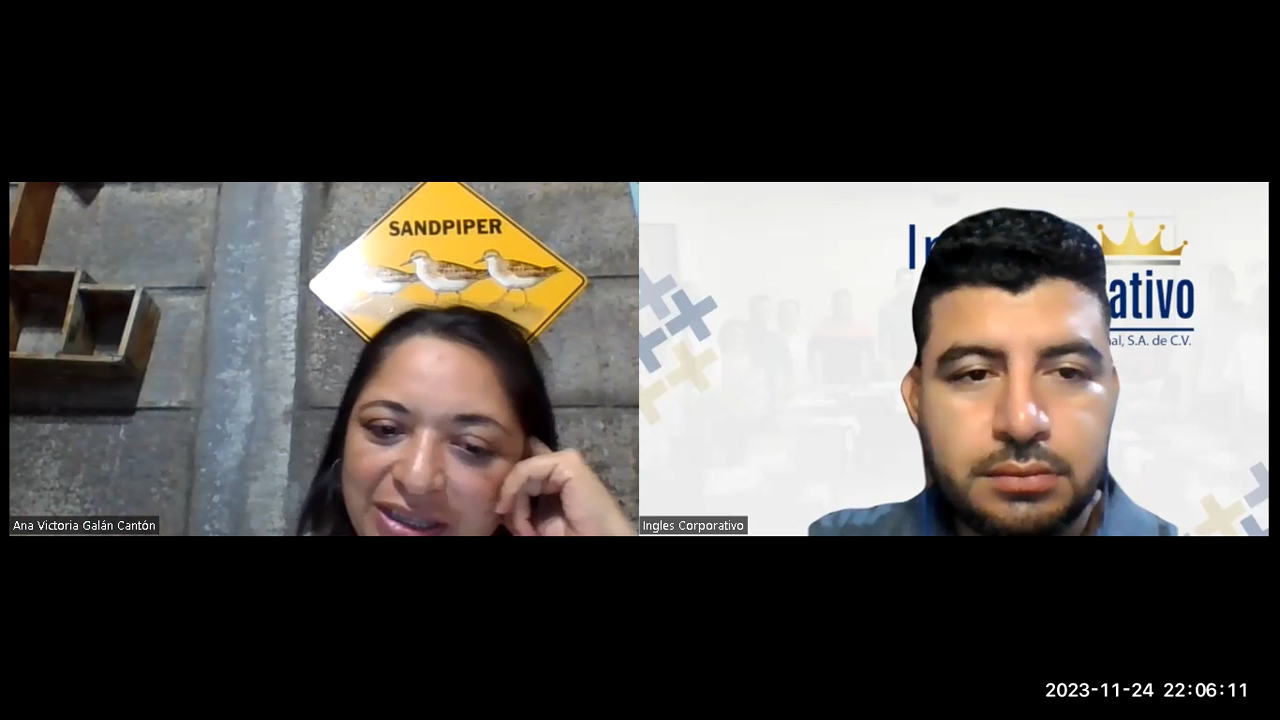 SANDPIPER
ativo
S.A. de C.V.
Ana Victoria Galán Cantón
Ingles Corporativo
2023-11-24 22:06:11